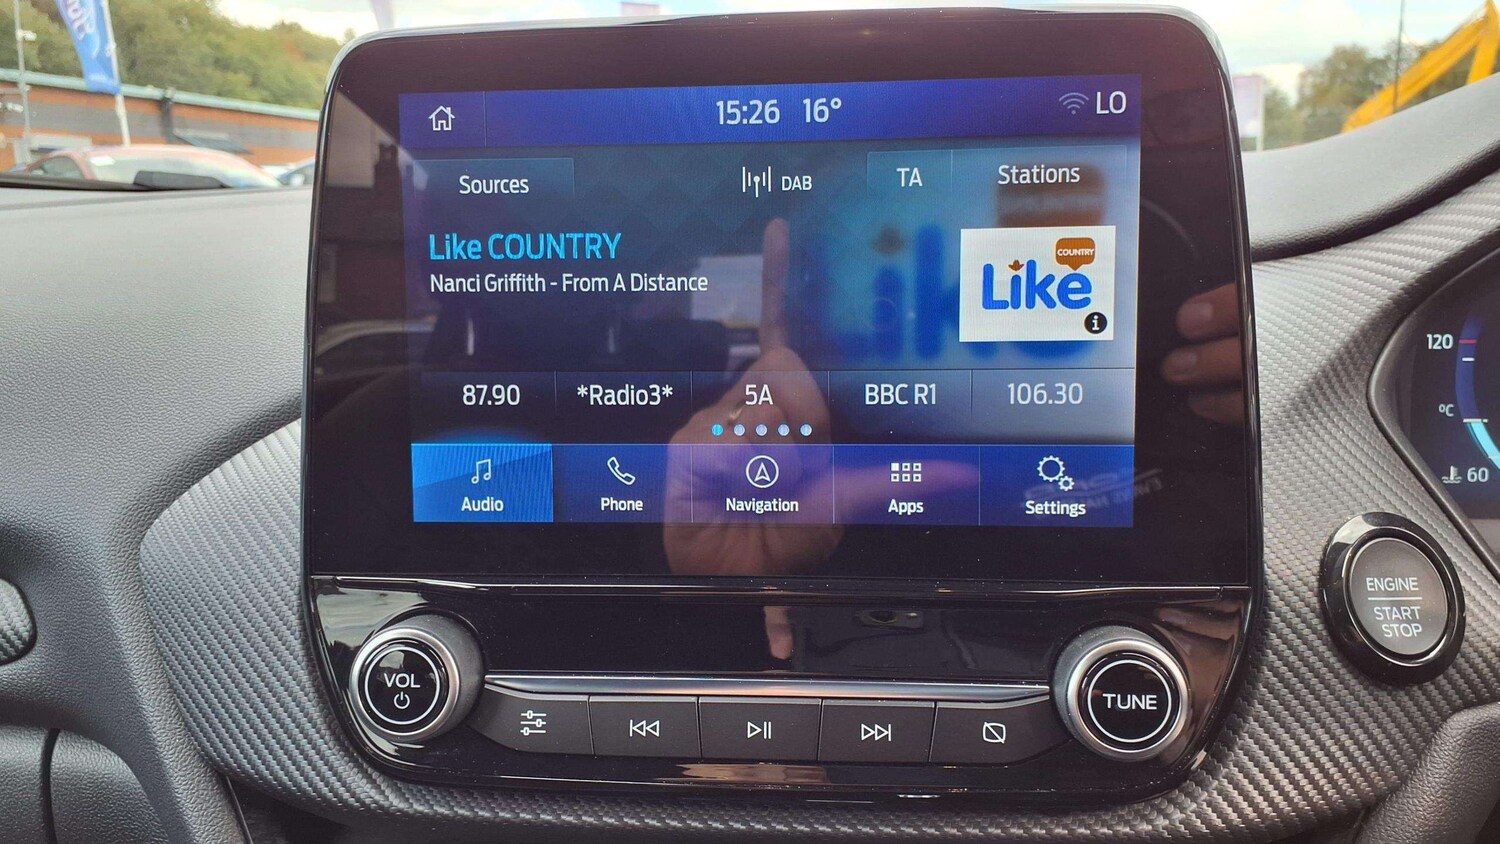 15:26 16° LO
Sources DAB TA Stations
Like COUNTRY
Nanci Griffith - From A Distance
COUNTRY
Like
i
87.90 *Radio3* 5A BBC R1 106.30
Audio Phone Navigation Apps Settings
VOL
TUNE
ENGINE
START
STOP
120
°C
60